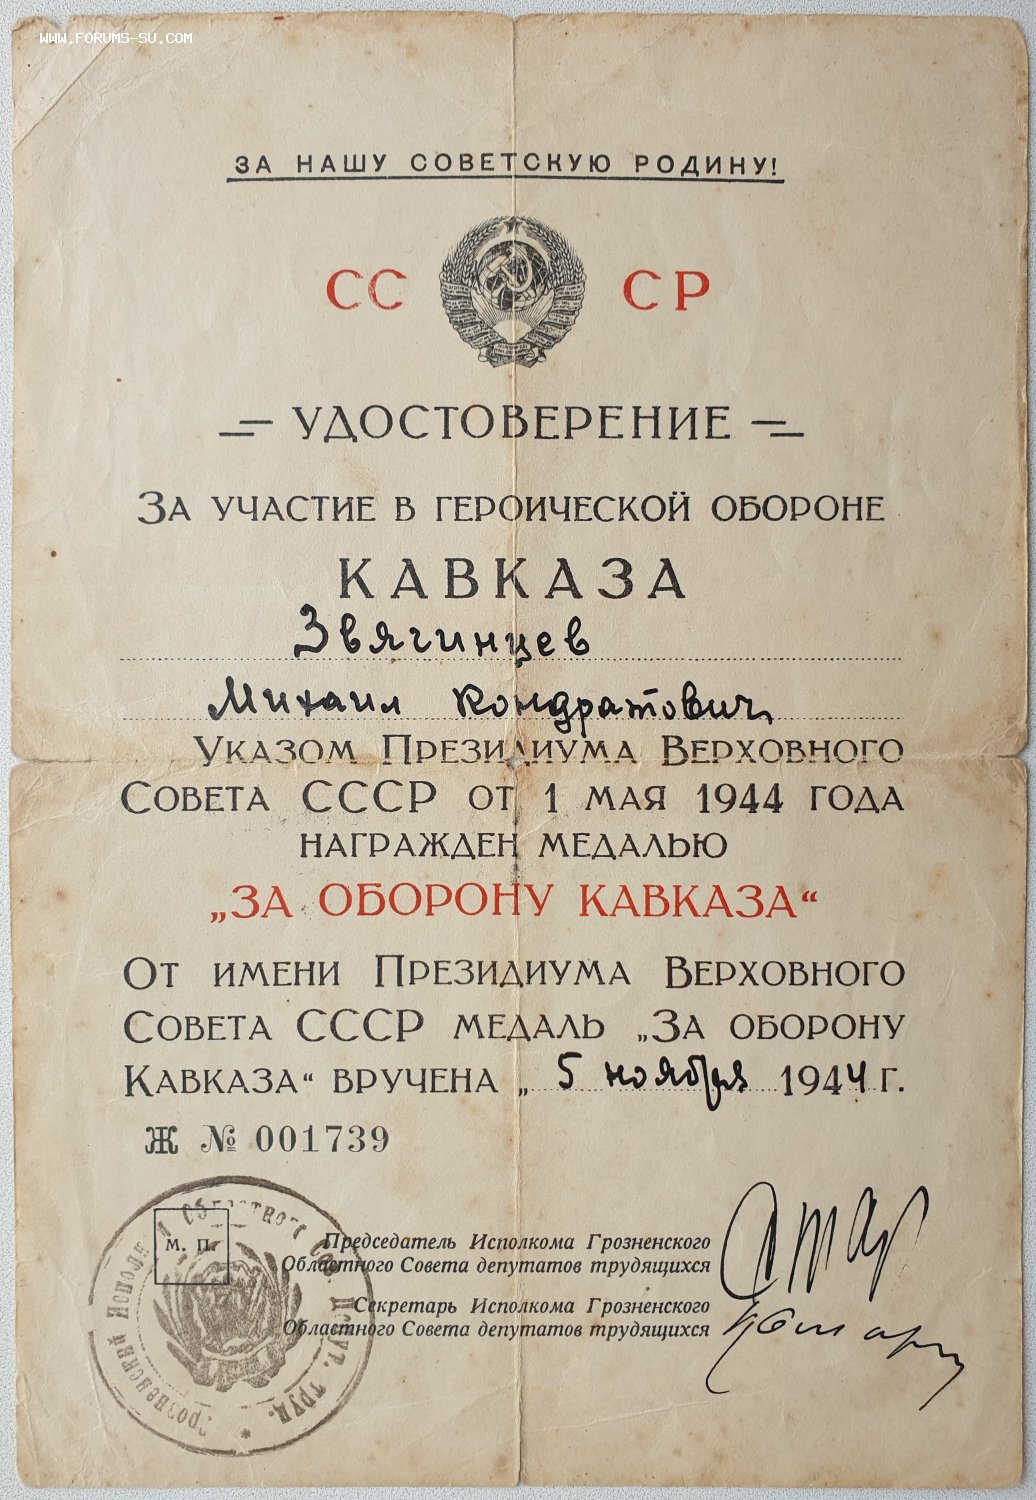 WWW.FORUMS-SU.COM
ЗА НАШУ СОВЕТСКУЮ РОДИНУ!
СС СР
УДОСТОВЕРЕНИЕ
ЗА УЧАСТИЕ В ГЕРОИЧЕСКОЙ ОБОРОНЕ
КАВКАЗА
Звягинцев
Михаил Кондратович
УКАЗОМ ПРЕЗИДИУМА ВЕРХОВНОГО
СОВЕТА СССР ОТ 1 МАЯ 1944 ГОДА
НАГРАЖДЕН МЕДАЛЬЮ
„ЗА ОБОРОНУ КАВКАЗА“
ОТ ИМЕНИ ПРЕЗИДИУМА ВЕРХОВНОГО
СОВЕТА СССР МЕДАЛЬ „ЗА ОБОРОНУ
КАВКАЗА“ ВРУЧЕНА „ 5 ноября 1944 г.
Ж № 001739
М. П.
Председатель Исполкома Грозненского
Областного Совета депутатов трудящихся
Секретарь Исполкома Грозненского
Областного Совета депутатов трудящихся